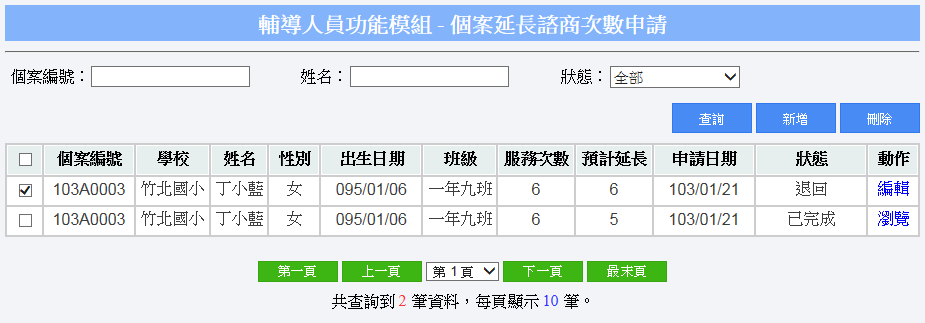 輔導人員功能模組 - 個案延長諮商次數申請
個案編號： 姓名： 狀態： 全部
查詢 新增 刪除
個案編號 學校 姓名 性別 出生日期 班級 服務次數 預計延長 申請日期 狀態 動作
103A0003 竹北國小 丁小藍 女 095/01/06 一年九班 6 6 103/01/21 退回 編輯
103A0003 竹北國小 丁小藍 女 095/01/06 一年九班 6 5 103/01/21 已完成 瀏覽
第一頁 上一頁 第 1 頁 下一頁 最末頁
共查詢到 2 筆資料，每頁顯示 10 筆。